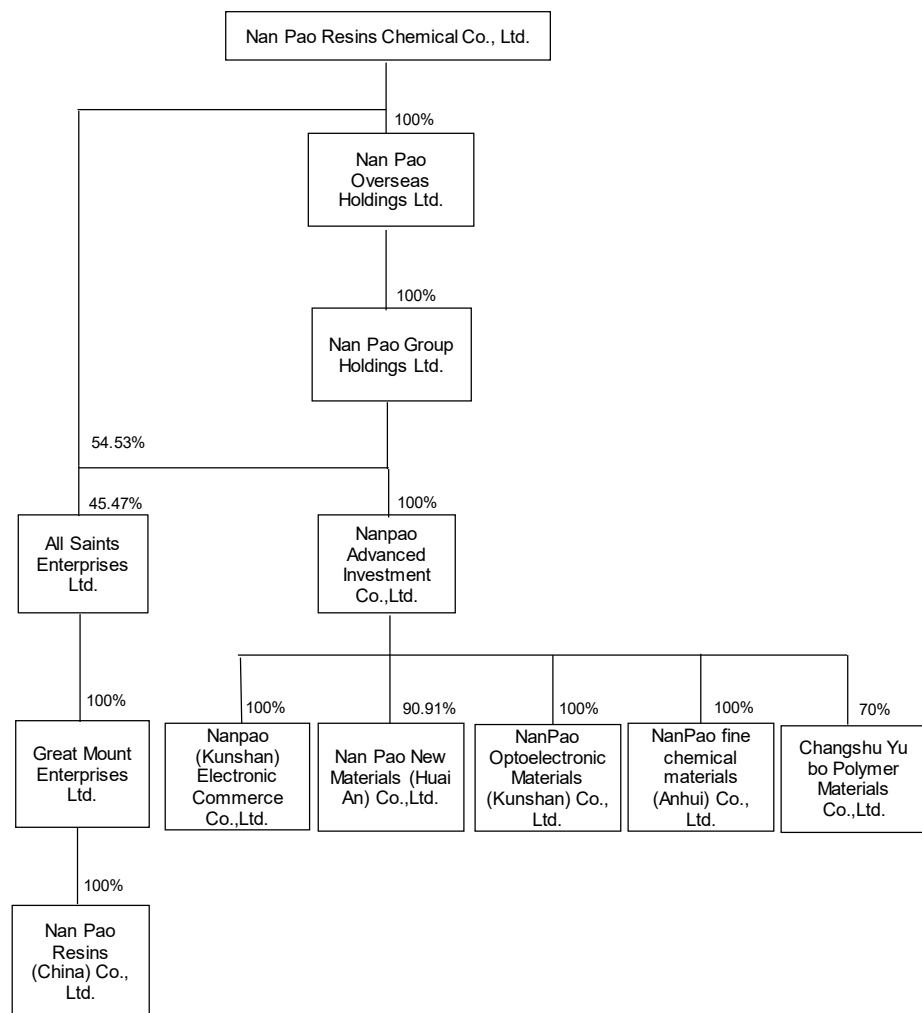 Nan Pao Resins Chemical Co., Ltd.
100%
Nan Pao
Overseas
Holdings Ltd.
100%
Nan Pao Group
Holdings Ltd.
54.53%
45.47%
100%
All Saints
Enterprises
Ltd.
Nanpao
Advanced
Investment
Co.,Ltd.
100%
Great Mount
Enterprises
Ltd.
100%
Nanpao
(Kunshan)
Electronic
Commerce
Co.,Ltd.
90.91%
Nan Pao New
Materials (Huai
An) Co.,Ltd.
100%
NanPao
Optoelectronic
Materials
(Kunshan) Co.,
Ltd.
100%
NanPao fine
chemical
materials
(Anhui) Co.,
Ltd.
70%
Changshu Yu
bo Polymer
Materials
Co.,Ltd.
100%
Nan Pao
Resins
(China) Co.,
Ltd.